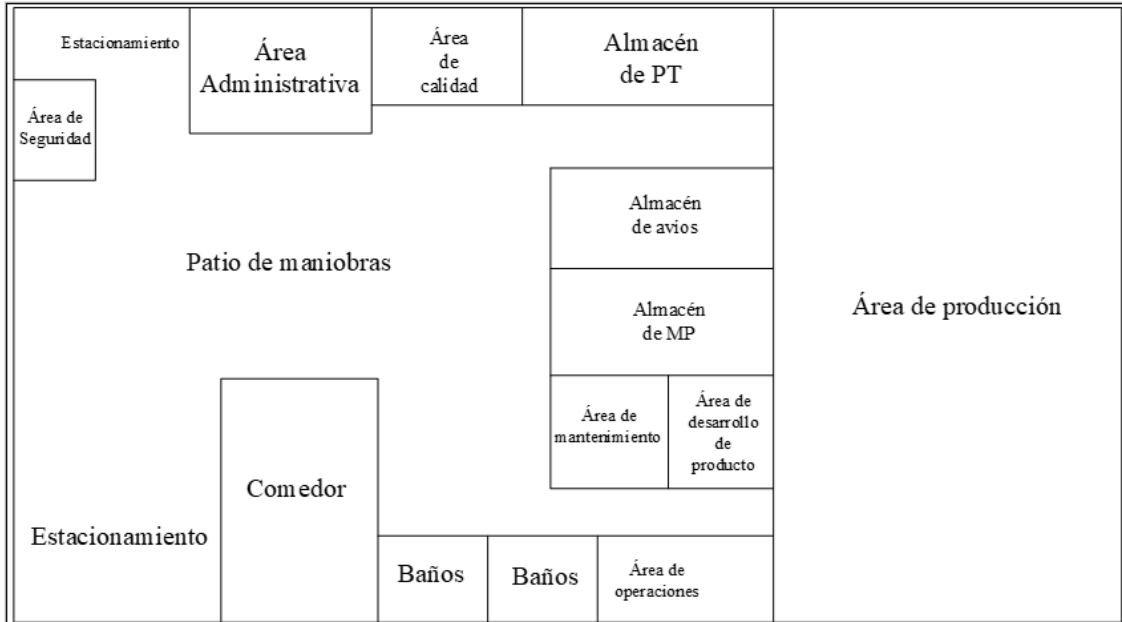 Estacionamiento
Área
Administrativa
Área
de
calidad
Almacén
de PT
Área de
Seguridad
Almacén
de avíos
Patio de maniobras
Almacén
de MP
Área de producción
Área de
mantenimiento
Área de
desarrollo
de
producto
Comedor
Estacionamiento
Baños
Baños
Área de
operaciones